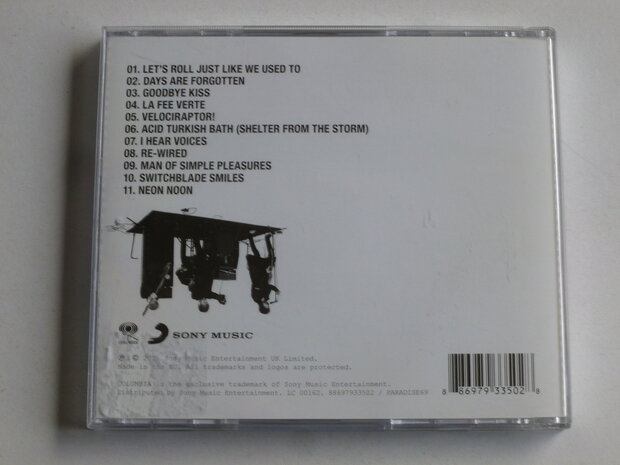 01. LET'S ROLL JUST LIKE WE USED TO
02. DAYS ARE FORGOTTEN
03. GOODBYE KISS
04. LA FEE VERTE
05. VELOCIRAPTOR!
06. ACID TURKISH BATH (SHELTER FROM THE STORM)
07. I HEAR VOICES
08. RE-WIRED
09. MAN OF SIMPLE PLEASURES
10. SWITCHBLADE SMILES
11. NEON NOON
SONY MUSIC
Music Entertainment UK Limited.
Made in the EU. All trademarks and logos are protected.
COLUMBIA is the exclusive trademark of Sony Music Entertainment.
Distributed by Sony Music Entertainment. LC 00162. 88697933502 / PARADISE69
8 86979 33502 8